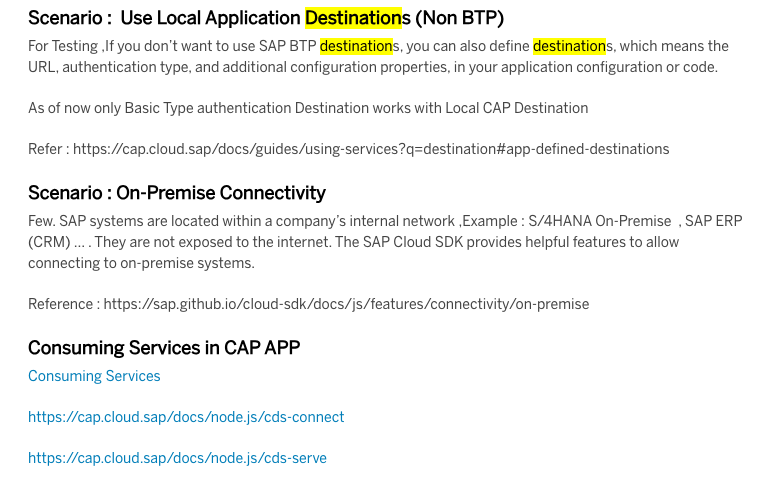 Scenario :  Use Local Application Destinations (Non BTP)
For Testing ,If you don't want to use SAP BTP destinations, you can also define destinations, which means the
URL, authentication type, and additional configuration properties, in your application configuration or code.
As of now only Basic Type authentication Destination works with Local CAP Destination
Refer : https://cap.cloud.sap/docs/guides/using-services?q=destination#app-defined-destinations
Scenario : On-Premise Connectivity
Few. SAP systems are located within a company's internal network ,Example : S/4HANA On-Premise  , SAP ERP
(CRM) ... . They are not exposed to the internet. The SAP Cloud SDK provides helpful features to allow
connecting to on-premise systems.
Reference : https://sap.github.io/cloud-sdk/docs/js/features/connectivity/on-premise
Consuming Services in CAP APP
Consuming Services
https://cap.cloud.sap/docs/node.js/cds-connect
https://cap.cloud.sap/docs/node.js/cds-serve